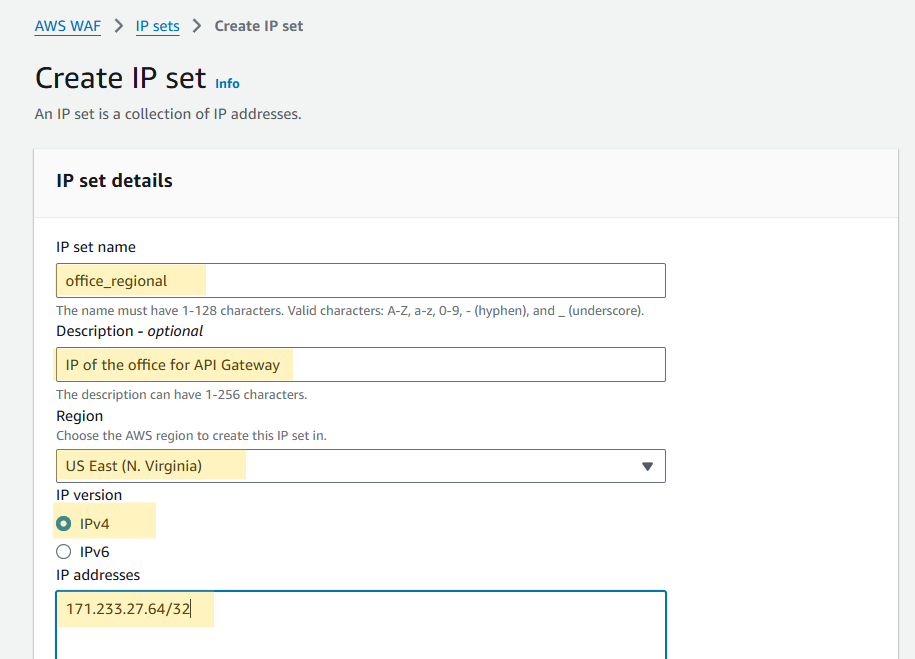 AWS WAF > IP sets > Create IP set
Create IP set Info
An IP set is a collection of IP addresses.
IP set details
IP set name
office_regional
The name must have 1-128 characters. Valid characters: A-Z, a-z, 0-9, - (hyphen), and _ (underscore).
Description - optional
IP of the office for API Gateway
The description can have 1-256 characters.
Region
Choose the AWS region to create this IP set in.
US East (N. Virginia)
IP version
IPv4
IPv6
IP addresses
171.233.27.64/32